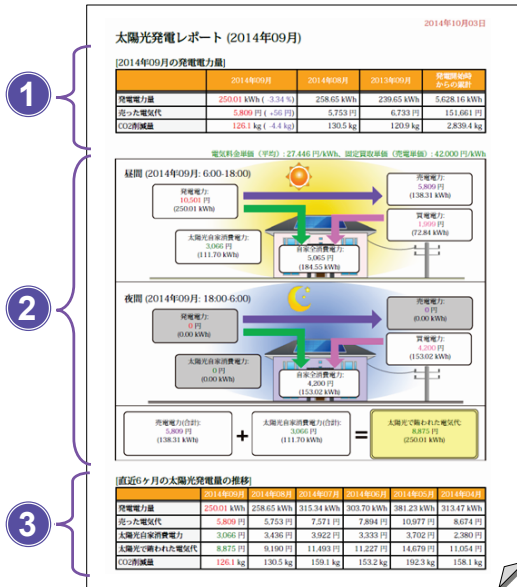 2014年10月03日
太陽光発電レポート (2014年09月)
1
[2014年09月の発電電力量]
2014年09月 2014年08月 2013年09月 発電開始時からの累計
発電電力量 250.01 kWh ( -3.34 %) 258.65 kWh 239.65 kWh 5,628.16 kWh
売った電気代 5,809 円 ( +56 円) 5,753 円 6,733 円 151,661 円
CO2削減量 126.1 kg ( -4.4 kg) 130.5 kg 120.9 kg 2,839.4 kg
電気料金単価（平均）: 27.446 円/kWh、固定買取単価（売電単価）: 42.000 円/kWh
2
昼間 (2014年09月: 6:00-18:00)
発電電力:
10,501 円
(250.01 kWh)
売電電力:
5,809 円
(138.31 kWh)
買電電力:
1,999 円
(72.84 kWh)
太陽光自家消費電力:
3,066 円
(111.70 kWh)
自家全消費電力:
5,065 円
(184.55 kWh)
夜間 (2014年09月: 18:00-6:00)
発電電力:
0 円
(0.00 kWh)
売電電力:
0 円
(0.00 kWh)
買電電力:
4,200 円
(153.02 kWh)
太陽光自家消費電力:
0 円
(0.00 kWh)
自家全消費電力:
4,200 円
(153.02 kWh)
売電電力(合計):
5,809 円
(138.31 kWh)
+
太陽光自家消費電力(合計):
3,066 円
(111.70 kWh)
=
太陽光で賄われた電気代:
8,875 円
(250.01 kWh)
3
[直近6ヶ月の太陽光発電量の推移]
2014年09月 2014年08月 2014年07月 2014年06月 2014年05月 2014年04月
発電電力量 250.01 kWh 258.65 kWh 315.34 kWh 303.70 kWh 381.23 kWh 313.47 kWh
売った電気代 5,809 円 5,753 円 7,571 円 7,894 円 10,977 円 8,674 円
太陽光自家消費電力 3,066 円 3,436 円 3,922 円 3,333 円 3,702 円 2,380 円
太陽光で賄われた電気代 8,875 円 9,190 円 11,493 円 11,227 円 14,679 円 11,054 円
CO2削減量 126.1 kg 130.5 kg 159.1 kg 153.2 kg 192.3 kg 158.1 kg